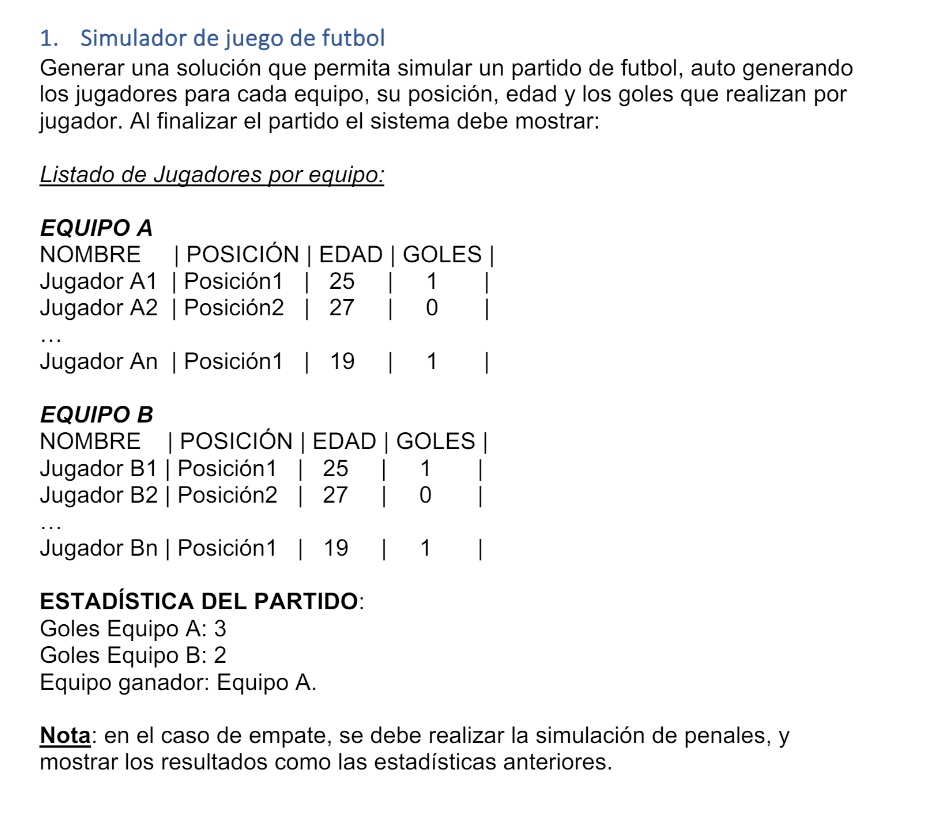 1. Simulador de juego de futbol
Generar una solución que permita simular un partido de futbol, auto generando
los jugadores para cada equipo, su posición, edad y los goles que realizan por
jugador. Al finalizar el partido el sistema debe mostrar:
Listado de Jugadores por equipo:
EQUIPO A
NOMBRE | POSICIÓN | EDAD | GOLES |
Jugador A1 | Posición1 | 25 | 1 |
Jugador A2 | Posición2 | 27 | 0 |
…
Jugador An | Posición1 | 19 | 1 |
EQUIPO B
NOMBRE | POSICIÓN | EDAD | GOLES |
Jugador B1 | Posición1 | 25 | 1 |
Jugador B2 | Posición2 | 27 | 0 |
…
Jugador Bn | Posición1 | 19 | 1 |
ESTADÍSTICA DEL PARTIDO:
Goles Equipo A: 3
Goles Equipo B: 2
Equipo ganador: Equipo A.
Nota: en el caso de empate, se debe realizar la simulación de penales, y
mostrar los resultados como las estadísticas anteriores.